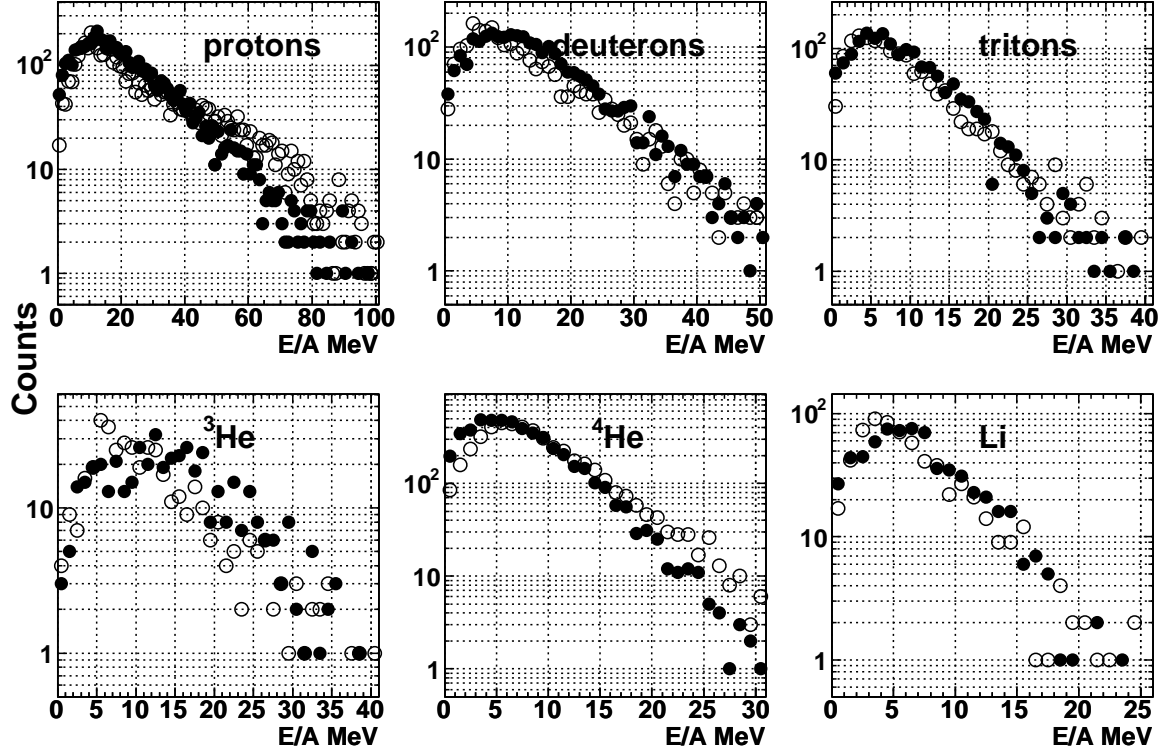 protons
10²
10
1
0 20 40 60 80 100
E/A MeV
deuterons
10²
10
1
0 10 20 30 40 50
E/A MeV
tritons
10²
10
1
0 5 10 15 20 25 30 35 40
E/A MeV
Counts
³He
10
1
0 5 10 15 20 25 30 35 40
E/A MeV
⁴He
10²
10
1
0 5 10 15 20 25 30
E/A MeV
Li
10²
10
1
0 5 10 15 20 25
E/A MeV